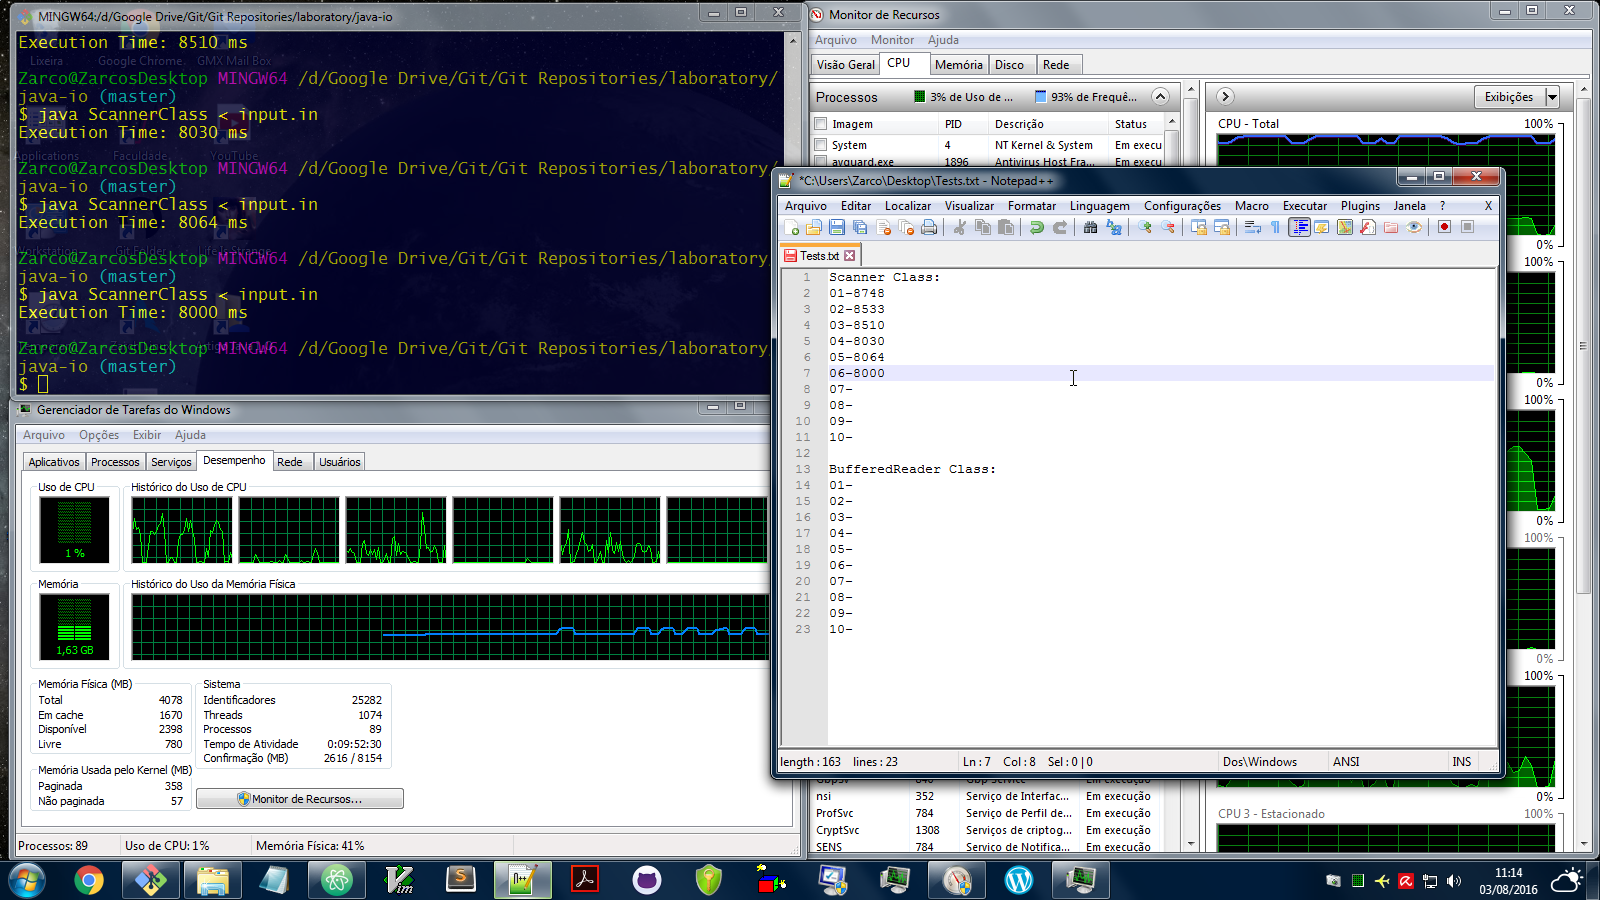 MINGW64:/d/Google Drive/Git/Git Repositories/laboratory/java-io
Execution Time: 8510 ms
Lixeira
Google Chrome
GMX Mail Box
Zarco@ZarcosDesktop MINGW64 /d/Google Drive/Git/Git Repositories/laboratory/
java-io (master)
$ java ScannerClass < input.in
Execution Time: 8030 ms
Applications
Faculdade
YouTube
Zarco@ZarcosDesktop MINGW64 /d/Google Drive/Git/Git Repositories/laboratory/
java-io (master)
$ java ScannerClass < input.in
Execution Time: 8064 ms
Zarco@ZarcosDesktop MINGW64 /d/Google Drive/Git/Git Repositories/laboratory/
java-io (master)
$ java ScannerClass < input.in
Execution Time: 8000 ms
Zarco@ZarcosDesktop MINGW64 /d/Google Drive/Git/Git Repositories/laboratory/
java-io (master)
$
Gerenciador de Tarefas do Windows
Arquivo Opções Exibir Ajuda
Aplicativos Processos Serviços Desempenho Rede Usuários
Uso de CPU
Histórico do Uso de CPU
1 %
Memória
Histórico do Uso da Memória Física
1,63 GB
Memória Física (MB)
Total 4078
Em cache 1670
Disponível 2398
Livre 780
Sistema
Identificadores 25282
Threads 1074
Processos 89
Tempo de Atividade 0:09:52:30
Confirmação (MB) 2616 / 8154
Memória Usada pelo Kernel (MB)
Paginada 358
Não paginada 57
Monitor de Recursos...
Processos: 89 Uso de CPU: 1% Memória Física: 41%
Monitor de Recursos
Arquivo Monitor Ajuda
Visão Geral CPU Memória Disco Rede
Processos 3% de Uso de ... 93% de Frequê...
Imagem PID Descrição Status
System 4 NT Kernel & System Em execu
avguard.exe 1896 Antivirus Host Fra... Em execu
Exibições
CPU - Total 100%
0%
100%
0%
100%
0%
100%
0%
100%
0%
CPU 3 - Estacionado 100%
*C:\Users\Zarco\Desktop\Tests.txt - Notepad++
Arquivo Editar Localizar Visualizar Formatar Linguagem Configurações Macro Executar Plugins Janela ? X
Tests.txt
1 Scanner Class:
2 01-8748
3 02-8533
4 03-8510
5 04-8030
6 05-8064
7 06-8000
8 07-
9 08-
10 09-
11 10-
12
13 BufferedReader Class:
14 01-
15 02-
16 03-
17 04-
18 05-
19 06-
20 07-
21 08-
22 09-
23 10-
length : 163 lines : 23 Ln : 7 Col : 8 Sel : 0 | 0 Dos\Windows ANSI INS
nsi 352 Serviço de Interfac... Em execução
ProfSvc 784 Serviço de Perfil de... Em execução
CryptSvc 1308 Serviços de criptog... Em execução
SENS 784 Serviço de Notifica... Em execução
11:14
03/08/2016